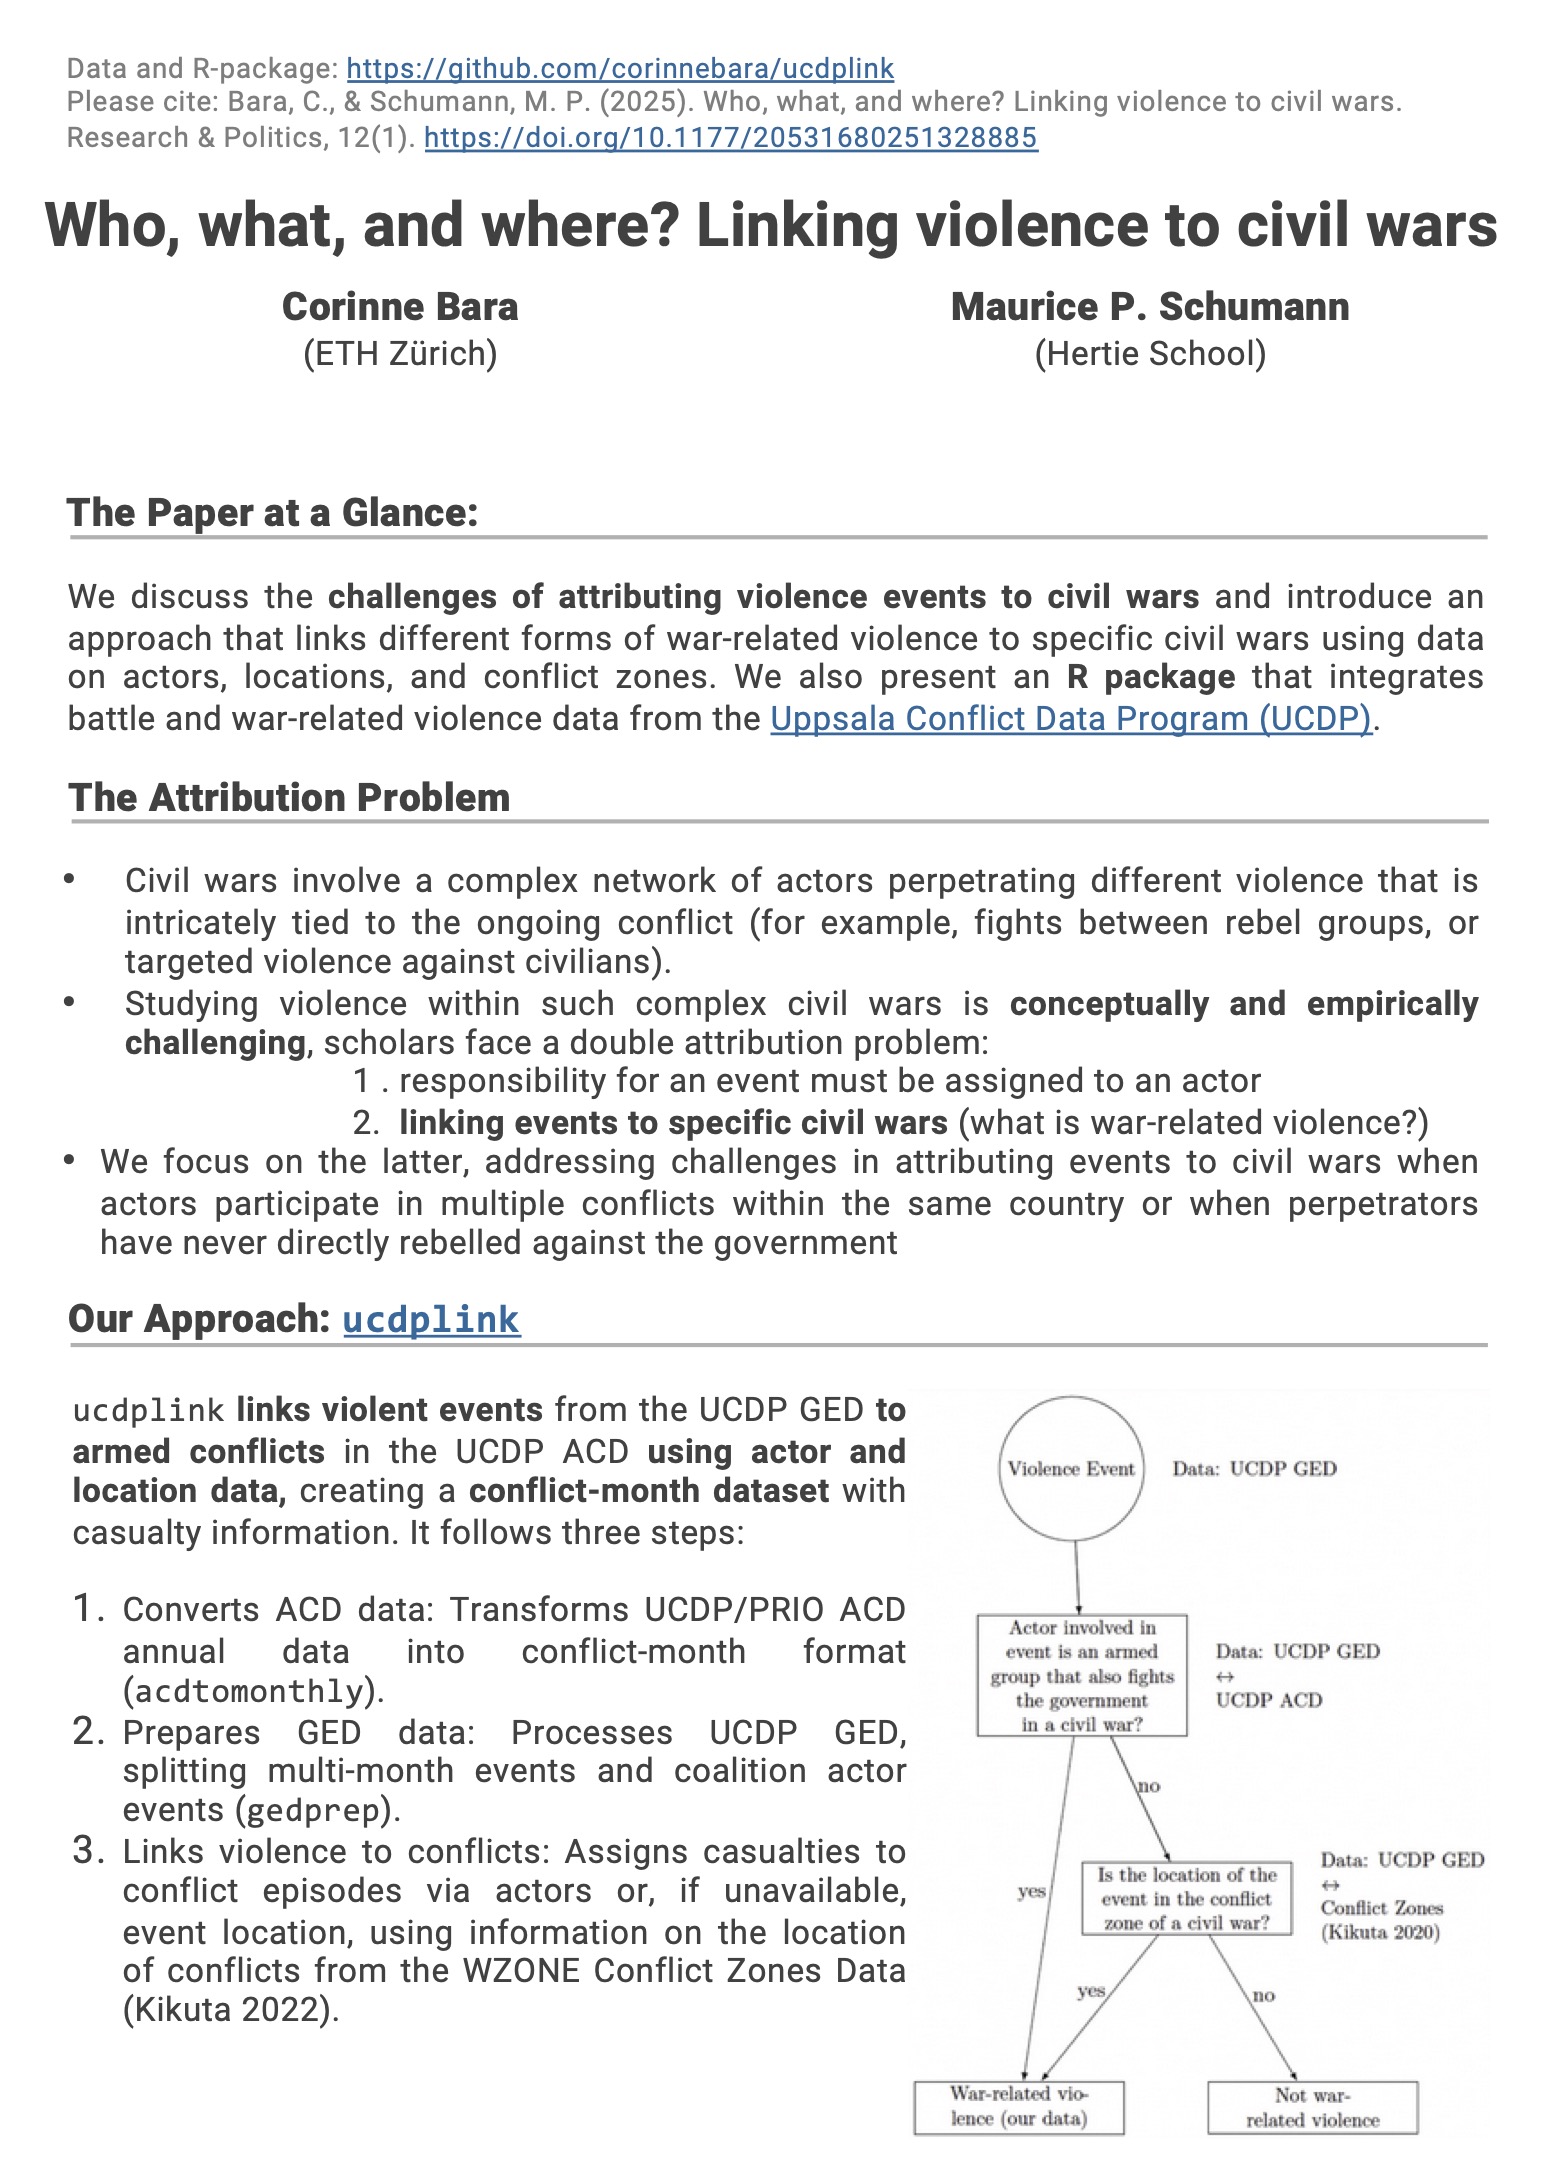 Data and R-package: https://github.com/corinnebara/ucdplink
Please cite: Bara, C., & Schumann, M. P. (2025). Who, what, and where? Linking violence to civil wars.
Research & Politics, 12(1). https://doi.org/10.1177/20531680251328885
Who, what, and where? Linking violence to civil wars
Corinne Bara
(ETH Zürich)
Maurice P. Schumann
(Hertie School)
The Paper at a Glance:
We discuss the challenges of attributing violence events to civil wars and introduce an
approach that links different forms of war-related violence to specific civil wars using data
on actors, locations, and conflict zones. We also present an R package that integrates
battle and war-related violence data from the Uppsala Conflict Data Program (UCDP).
The Attribution Problem
• Civil wars involve a complex network of actors perpetrating different violence that is
intricately tied to the ongoing conflict (for example, fights between rebel groups, or
targeted violence against civilians).
• Studying violence within such complex civil wars is conceptually and empirically
challenging, scholars face a double attribution problem:
1 . responsibility for an event must be assigned to an actor
2. linking events to specific civil wars (what is war-related violence?)
• We focus on the latter, addressing challenges in attributing events to civil wars when
actors participate in multiple conflicts within the same country or when perpetrators
have never directly rebelled against the government
Our Approach: ucdplink
ucdplink links violent events from the UCDP GED to
armed conflicts in the UCDP ACD using actor and
location data, creating a conflict-month dataset with
casualty information. It follows three steps:
1. Converts ACD data: Transforms UCDP/PRIO ACD
annual data into conflict-month format
(acdtomonthly).
2. Prepares GED data: Processes UCDP GED,
splitting multi-month events and coalition actor
events (gedprep).
3. Links violence to conflicts: Assigns casualties to
conflict episodes via actors or, if unavailable,
event location, using information on the location
of conflicts from the WZONE Conflict Zones Data
(Kikuta 2022).
Violence Event
Data: UCDP GED
Actor involved in
event is an armed
group that also fights
the government
in a civil war?
Data: UCDP GED
↔
UCDP ACD
no
yes
Is the location of the
event in the conflict
zone of a civil war?
Data: UCDP GED
↔
Conflict Zones
(Kikuta 2020)
yes
no
War-related vio-
lence (our data)
Not war-
related violence